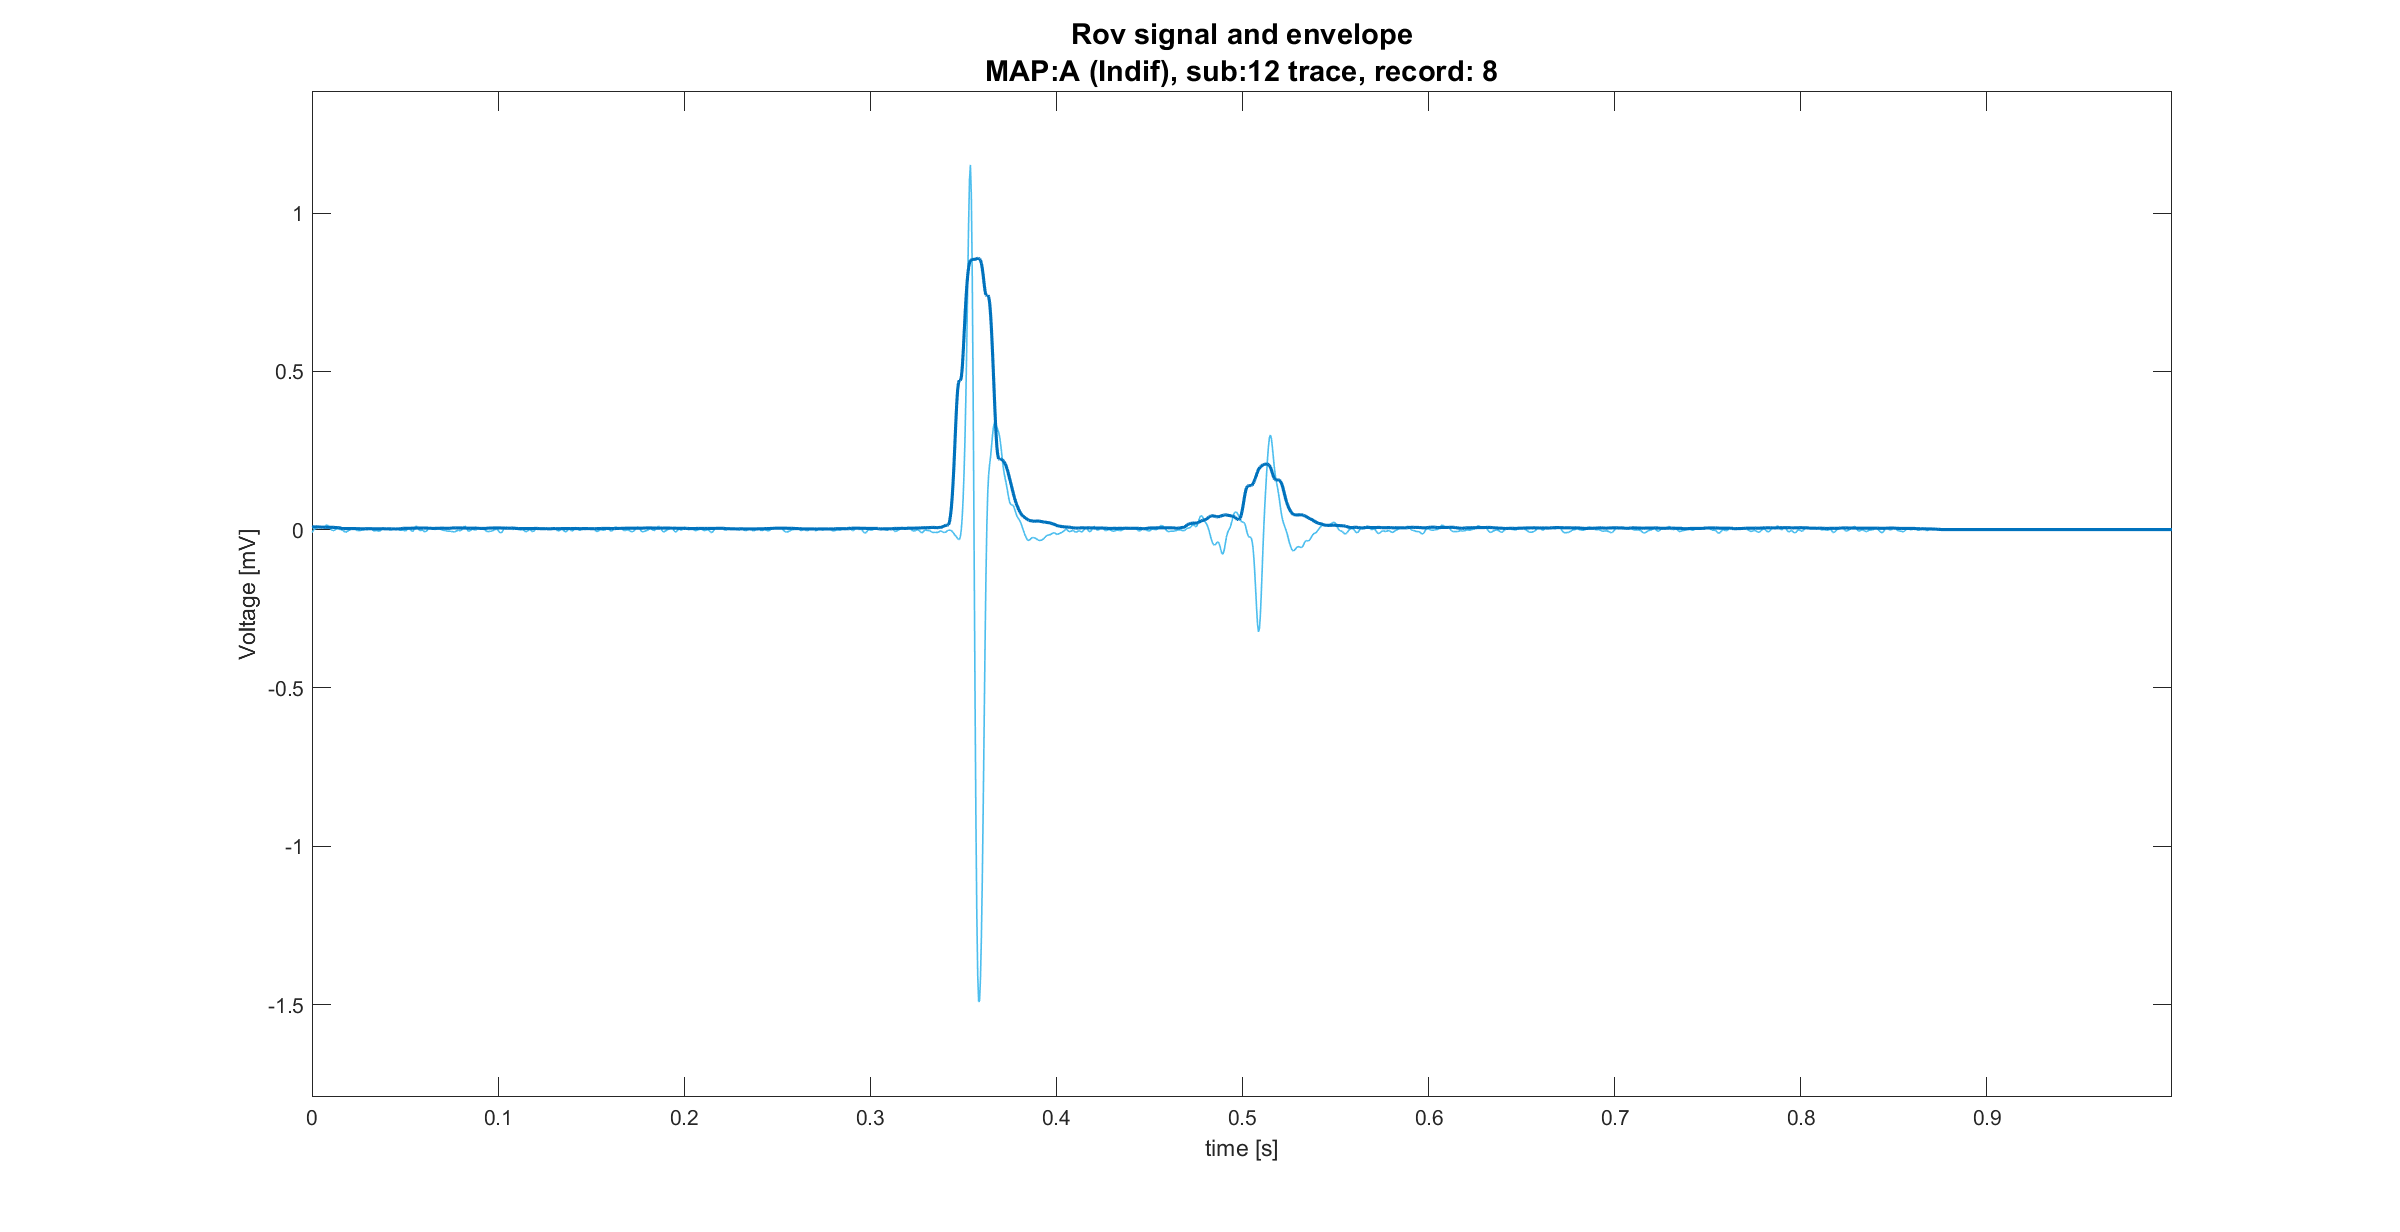 Rov signal and envelope
MAP:A (Indif), sub:12 trace, record: 8
1
0.5
0
-0.5
-1
-1.5
Voltage [mV]
0 0.1 0.2 0.3 0.4 0.5 0.6 0.7 0.8 0.9
time [s]